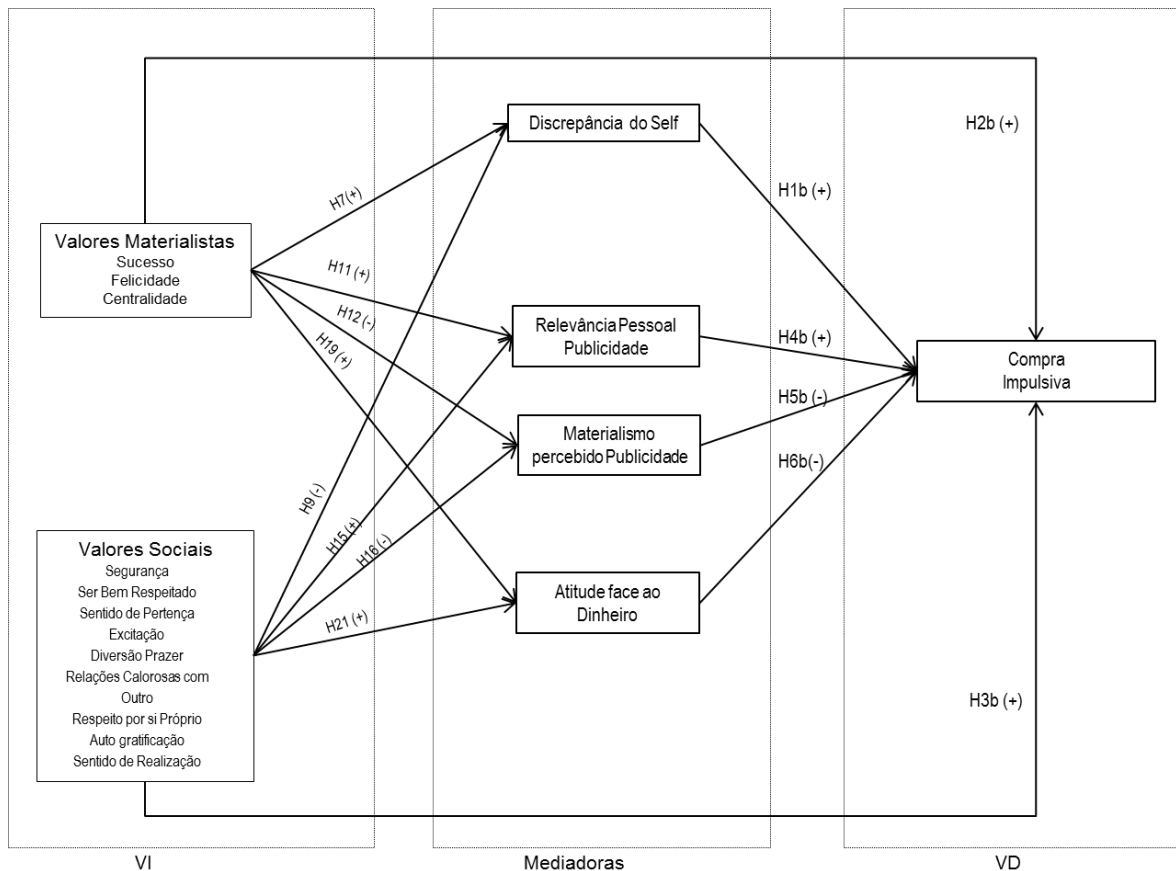 Discrepância do Self
H2b (+)
H1b (+)
H7(+)
Valores Materialistas
Sucesso
Felicidade
Centralidade
H11 (+)
H12 (-)
H19 (+)
Relevância Pessoal
Publicidade
H4b (+)
Compra
Impulsiva
H5b (-)
Materialismo
percebido Publicidade
H6b(-)
H9 (-)
H15 (+)
H16 (-)
H21 (+)
Valores Sociais
Segurança
Ser Bem Respeitado
Sentido de Pertença
Excitação
Diversão Prazer
Relações Calorosas com
Outro
Respeito por si Próprio
Auto gratificação
Sentido de Realização
Atitude face ao
Dinheiro
H3b (+)
VI
Mediadoras
VD